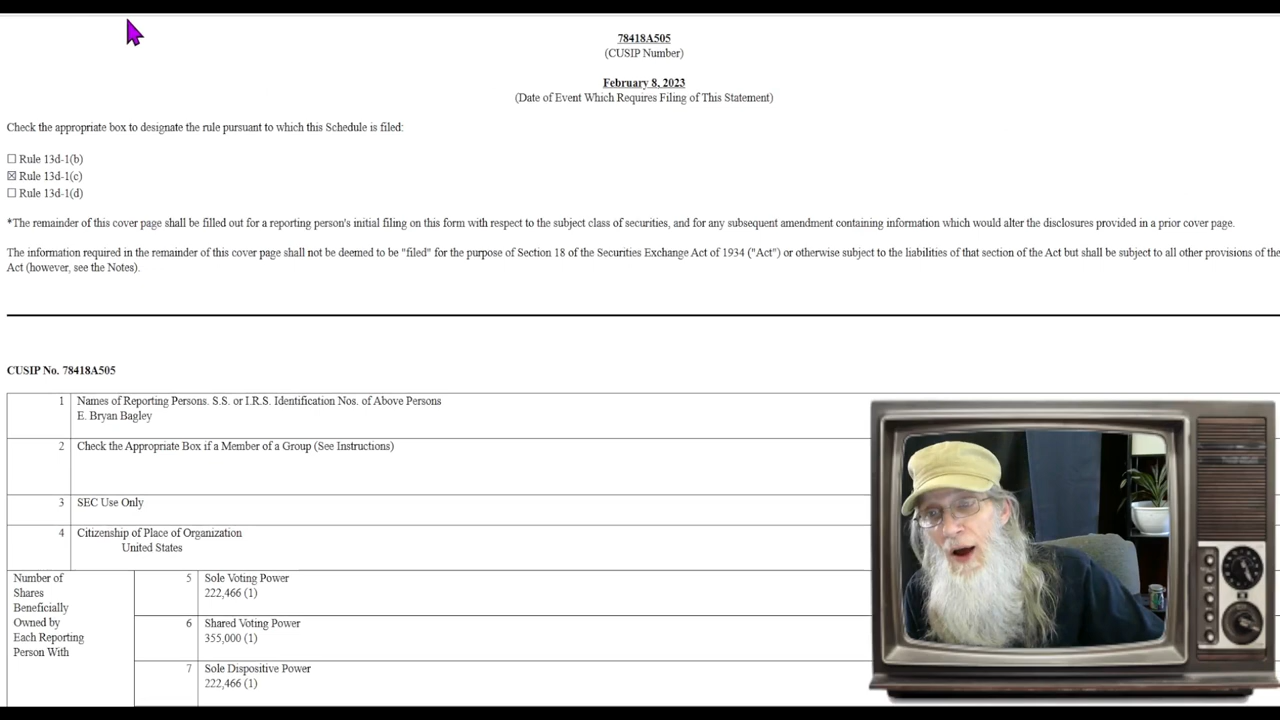 78418A505
(CUSIP Number)
February 8, 2023
(Date of Event Which Requires Filing of This Statement)
Check the appropriate box to designate the rule pursuant to which this Schedule is filed:
☐ Rule 13d-1(b)
☒ Rule 13d-1(c)
☐ Rule 13d-1(d)
*The remainder of this cover page shall be filled out for a reporting person's initial filing on this form with respect to the subject class of securities, and for any subsequent amendment containing information which would alter the disclosures provided in a prior cover page.
The information required in the remainder of this cover page shall not be deemed to be "filed" for the purpose of Section 18 of the Securities Exchange Act of 1934 ("Act") or otherwise subject to the liabilities of that section of the Act but shall be subject to all other provisions of the
Act (however, see the Notes).
CUSIP No. 78418A505
1 Names of Reporting Persons. S.S. or I.R.S. Identification Nos. of Above Persons
E. Bryan Bagley
2 Check the Appropriate Box if a Member of a Group (See Instructions)
3 SEC Use Only
4 Citizenship of Place of Organization
United States
Number of
Shares
Beneficially
Owned by
Each Reporting
Person With
5 Sole Voting Power
222,466 (1)
6 Shared Voting Power
355,000 (1)
7 Sole Dispositive Power
222,466 (1)